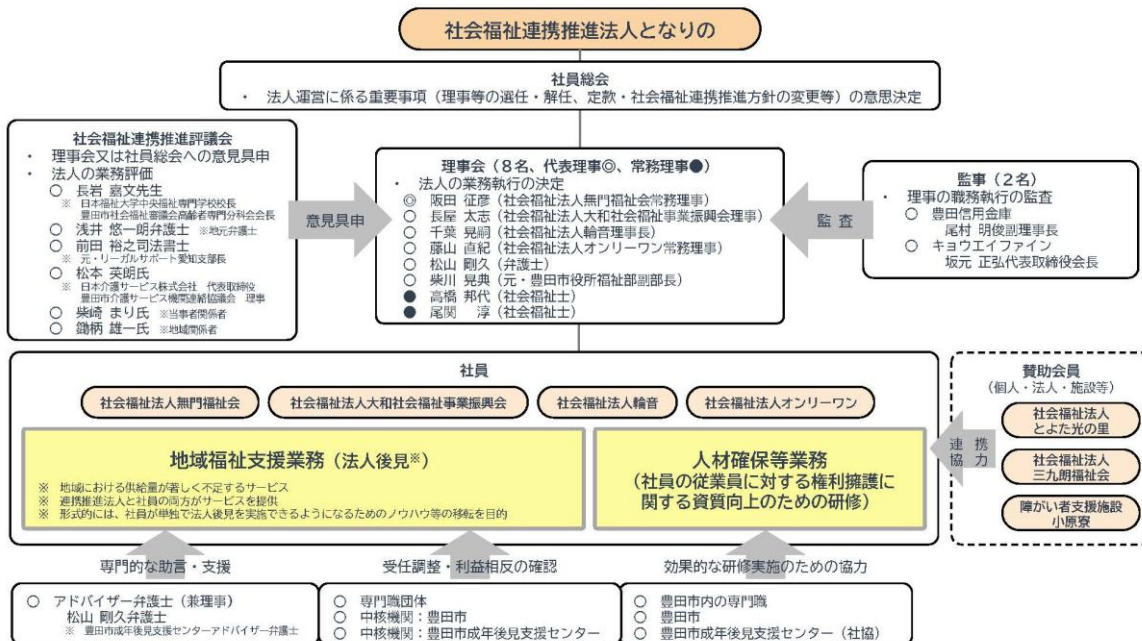 社会福祉連携推進法人となりの
社員総会
・ 法人運営に係る重要事項（理事等の選任・解任、定款・社会福祉連携推進方針の変更等）の意思決定
社会福祉連携推進評議会
・ 理事会又は社員総会への意見具申
・ 法人の業務評価
○ 長岩 嘉文先生
※ 日本福祉大学中央福祉専門学校校長
豊田市社会福祉審議会高齢者専門分科会会長
○ 浅井 悠一朗弁護士 ※地元弁護士
○ 前田 裕之司法書士
※ 元・リーガルサポート愛知支部長
○ 松本 英朗氏
※ 日本介護サービス株式会社 代表取締役
豊田市介護サービス機関連絡協議会 理事
○ 柴崎 まり氏 ※当事者関係者
○ 鋤柄 雄一氏 ※地域関係者
意見具申
理事会（８名、代表理事◎、常務理事●）
・ 法人の業務執行の決定
◎ 阪田 征彦（社会福祉法人無門福祉会常務理事）
○ 長屋 太志（社会福祉法人大和社会福祉事業振興会理事）
○ 千葉 晃嗣（社会福祉法人輪音理事長）
○ 藤山 直紀（社会福祉法人オンリーワン常務理事）
○ 松山 剛久（弁護士）
○ 柴川 晃典（元・豊田市役所福祉部副部長）
● 高橋 邦代（社会福祉士）
● 尾関 淳（社会福祉士）
監 査
監事（２名）
・ 理事の職務執行の監査
○ 豊田信用金庫
尾村 明俊副理事長
○ キョウエイファイン
坂元 正弘代表取締役会長
社員
社会福祉法人無門福祉会
社会福祉法人大和社会福祉事業振興会
社会福祉法人輪音
社会福祉法人オンリーワン
地域福祉支援業務（法人後見※）
※ 地域における供給量が著しく不足するサービス
※ 連携推進法人と社員の両方がサービスを提供
※ 形式的には、社員が単独で法人後見を実施できるようになるためのノウハウ等の移転を目的
人材確保等業務
（社員の従業員に対する権利擁護に
関する資質向上のための研修）
連 携
協 力
賛助会員
（個人・法人・施設等）
社会福祉法人
とよた光の里
社会福祉法人
三九朗福祉会
障がい者支援施設
小原寮
専門的な助言・支援
○ アドバイザー弁護士（兼理事）
松山 剛久弁護士
※ 豊田市成年後見支援センターアドバイザー弁護士
受任調整・利益相反の確認
○ 専門職団体
○ 中核機関：豊田市
○ 中核機関：豊田市成年後見支援センター
効果的な研修実施のための協力
○ 豊田市内の専門職
○ 豊田市
○ 豊田市成年後見支援センター（社協）